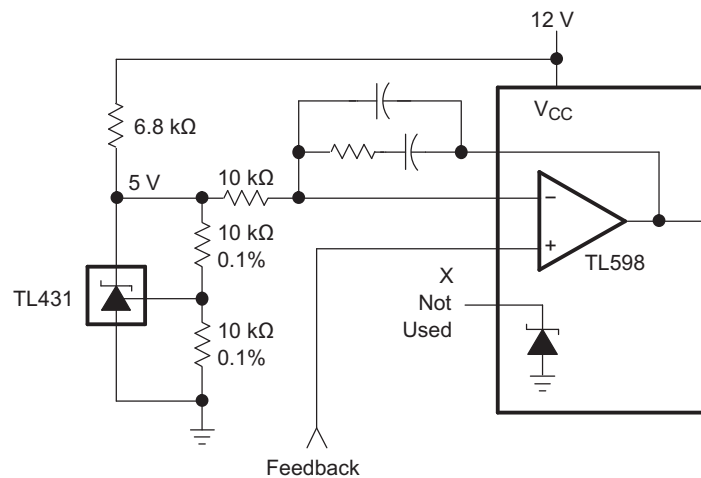 12 V
V_CC
6.8 kΩ
5 V
10 kΩ
10 kΩ
0.1%
−
+
TL598
TL431
X
Not
Used
10 kΩ
0.1%
Feedback